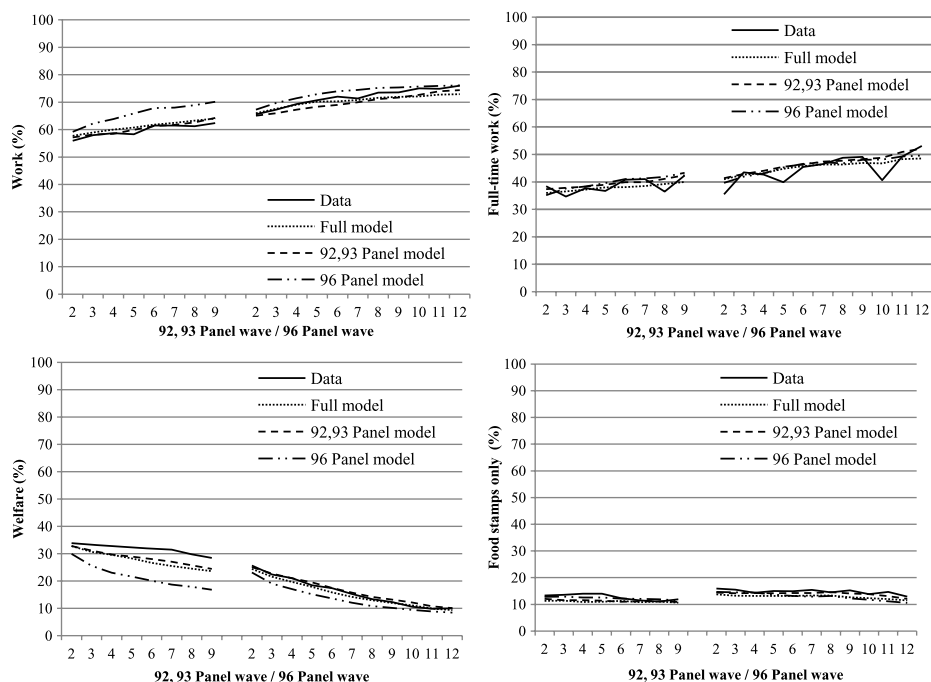 100
90
80
70
60
50
40
30
20
10
0
Work (%)
Data
Full model
92,93 Panel model
96 Panel model
2 3 4 5 6 7 8 9 2 3 4 5 6 7 8 9 10 11 12
92, 93 Panel wave / 96 Panel wave
100
90
80
70
60
50
40
30
20
10
0
Full-time work (%)
Data
Full model
92,93 Panel model
96 Panel model
2 3 4 5 6 7 8 9 2 3 4 5 6 7 8 9 10 11 12
92, 93 Panel wave / 96 Panel wave
100
90
80
70
60
50
40
30
20
10
0
Welfare (%)
Data
Full model
92,93 Panel model
96 Panel model
2 3 4 5 6 7 8 9 2 3 4 5 6 7 8 9 10 11 12
92, 93 Panel wave / 96 Panel wave
100
90
80
70
60
50
40
30
20
10
0
Food stamps only (%)
Data
Full model
92,93 Panel model
96 Panel model
2 3 4 5 6 7 8 9 2 3 4 5 6 7 8 9 10 11 12
92, 93 Panel wave / 96 Panel wave